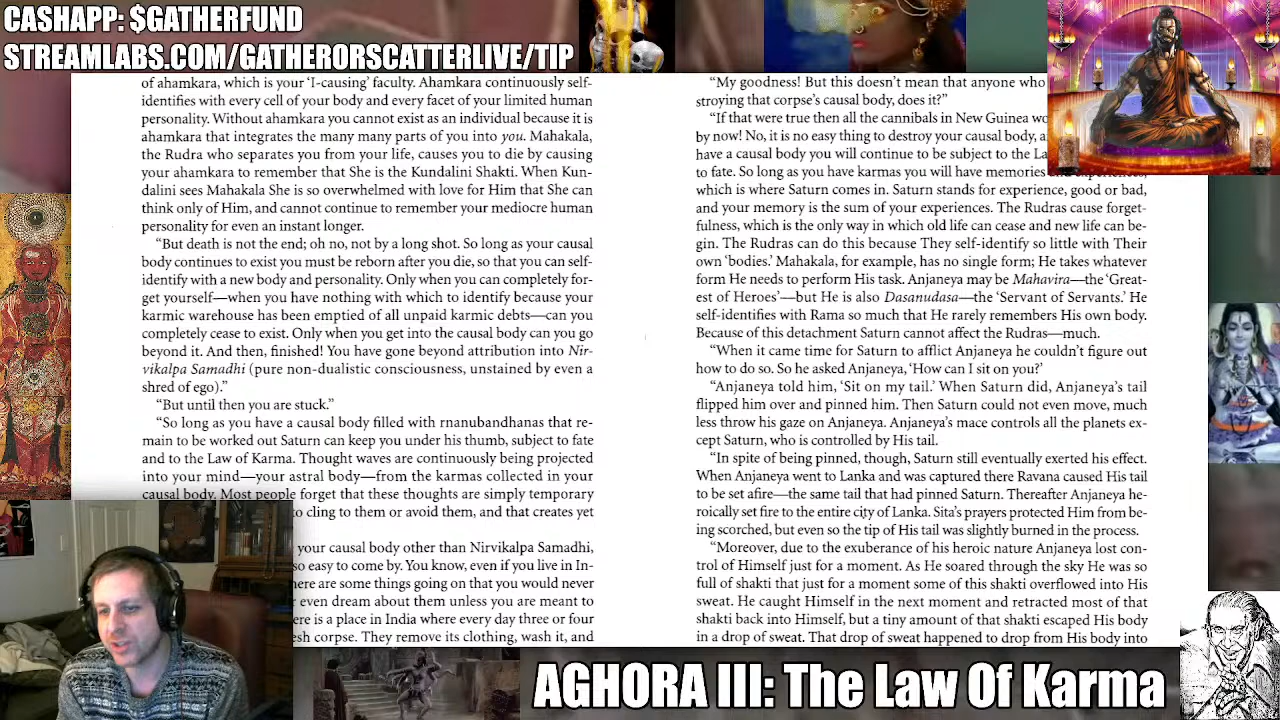 CASHAPP: $GATHERFUND
STREAMLABS.COM/GATHERORSCATTERLIVE/TIP
of ahamkara, which is your 'I-causing' faculty. Ahamkara continuously self-
identifies with every cell of your body and every facet of your limited human
personality. Without ahamkara you cannot exist as an individual because it is
ahamkara that integrates the many many parts of you into you. Mahakala,
the Rudra who separates you from your life, causes you to die by causing
your ahamkara to remember that She is the Kundalini Shakti. When Kun-
dalini sees Mahakala She is so overwhelmed with love for Him that She can
think only of Him, and cannot continue to remember your mediocre human
personality for even an instant longer.
"But death is not the end; oh no, not by a long shot. So long as your causal
body continues to exist you must be reborn after you die, so that you can self-
identify with a new body and personality. Only when you can completely for-
get yourself—when you have nothing with which to identify because your
karmic warehouse has been emptied of all unpaid karmic debts—can you
completely cease to exist. Only when you get into the causal body can you go
beyond it. And then, finished! You have gone beyond attribution into Nir-
vikalpa Samadhi (pure non-dualistic consciousness, unstained by even a
shred of ego)."
"But until then you are stuck."
"So long as you have a causal body filled with rnanubandhanas that re-
main to be worked out Saturn can keep you under his thumb, subject to fate
and to the Law of Karma. Thought waves are continuously being projected
into your mind—your astral body—from the karmas collected in your
causal body. Most people forget that these thoughts are simply temporary
to cling to them or avoid them, and that creates yet
your causal body other than Nirvikalpa Samadhi,
so easy to come by. You know, even if you live in In-
here are some things going on that you would never
even dream about them unless you are meant to
ere is a place in India where every day three or four
esh corpse. They remove its clothing, wash it, and
"My goodness! But this doesn't mean that anyone who
stroying that corpse's causal body, does it?"
"If that were true then all the cannibals in New Guinea wo
by now! No, it is no easy thing to destroy your causal body, a
have a causal body you will continue to be subject to the La
to fate. So long as you have karmas you will have memories and experiences,
which is where Saturn comes in. Saturn stands for experience, good or bad,
and your memory is the sum of your experiences. The Rudras cause forget-
fulness, which is the only way in which old life can cease and new life can be-
gin. The Rudras can do this because They self-identify so little with Their
own 'bodies.' Mahakala, for example, has no single form; He takes whatever
form He needs to perform His task. Anjaneya may be Mahavira—the 'Great-
est of Heroes'—but He is also Dasanudasa—the 'Servant of Servants.' He
self-identifies with Rama so much that He rarely remembers His own body.
Because of this detachment Saturn cannot affect the Rudras—much.
"When it came time for Saturn to afflict Anjaneya he couldn't figure out
how to do so. So he asked Anjaneya, 'How can I sit on you?'
"Anjaneya told him, 'Sit on my tail.' When Saturn did, Anjaneya's tail
flipped him over and pinned him. Then Saturn could not even move, much
less throw his gaze on Anjaneya. Anjaneya's mace controls all the planets ex-
cept Saturn, who is controlled by His tail.
"In spite of being pinned, though, Saturn still eventually exerted his effect.
When Anjaneya went to Lanka and was captured there Ravana caused His tail
to be set afire—the same tail that had pinned Saturn. Thereafter Anjaneya he-
roically set fire to the entire city of Lanka. Sita's prayers protected Him from be-
ing scorched, but even so the tip of His tail was slightly burned in the process.
"Moreover, due to the exuberance of his heroic nature Anjaneya lost con-
trol of Himself just for a moment. As He soared through the sky He was so
full of shakti that just for a moment some of this shakti overflowed into His
sweat. He caught Himself in the next moment and retracted most of that
shakti back into Himself, but a tiny amount of that shakti escaped His body
in a drop of sweat. That drop of sweat happened to drop from His body into
AGHORA III: The Law Of Karma